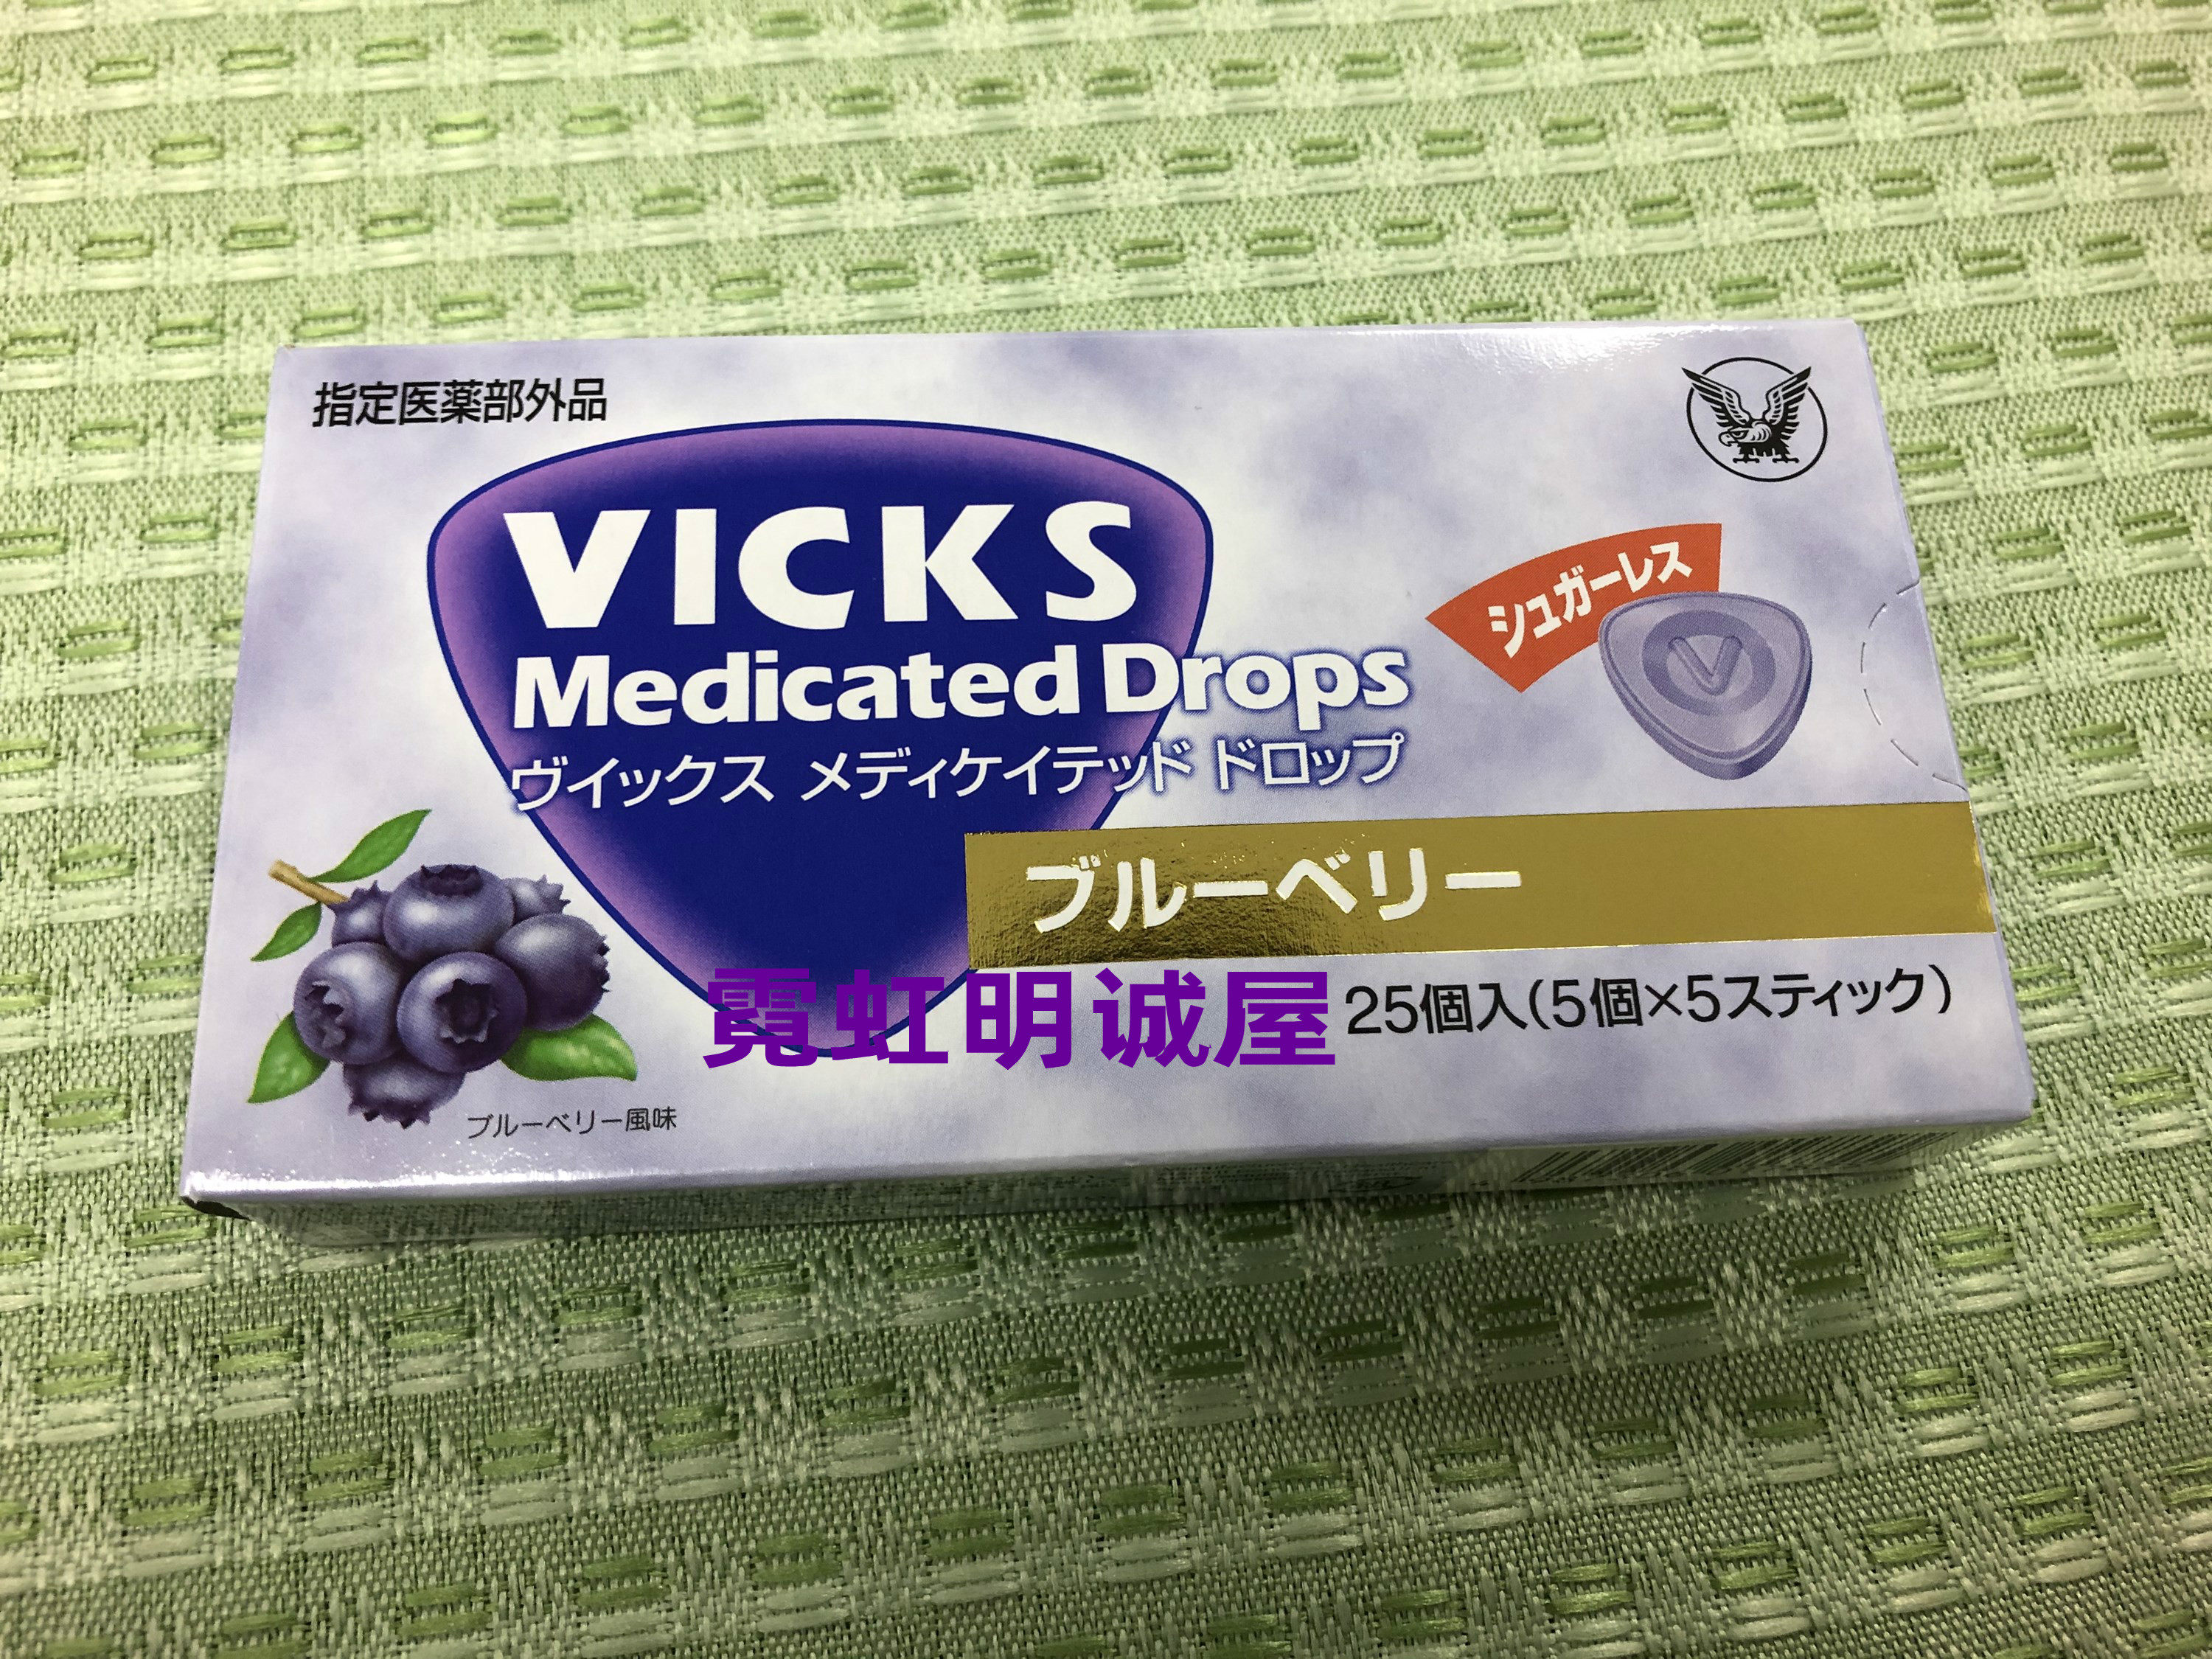 指定医薬部外品
VICKS
Medicated Drops
ヴイックス メディケイテッド ドロップ
シュガーレス
V
ブルーベリー
霓虹明诚屋
25個入(5個×5スティック)
ブルーベリー風味